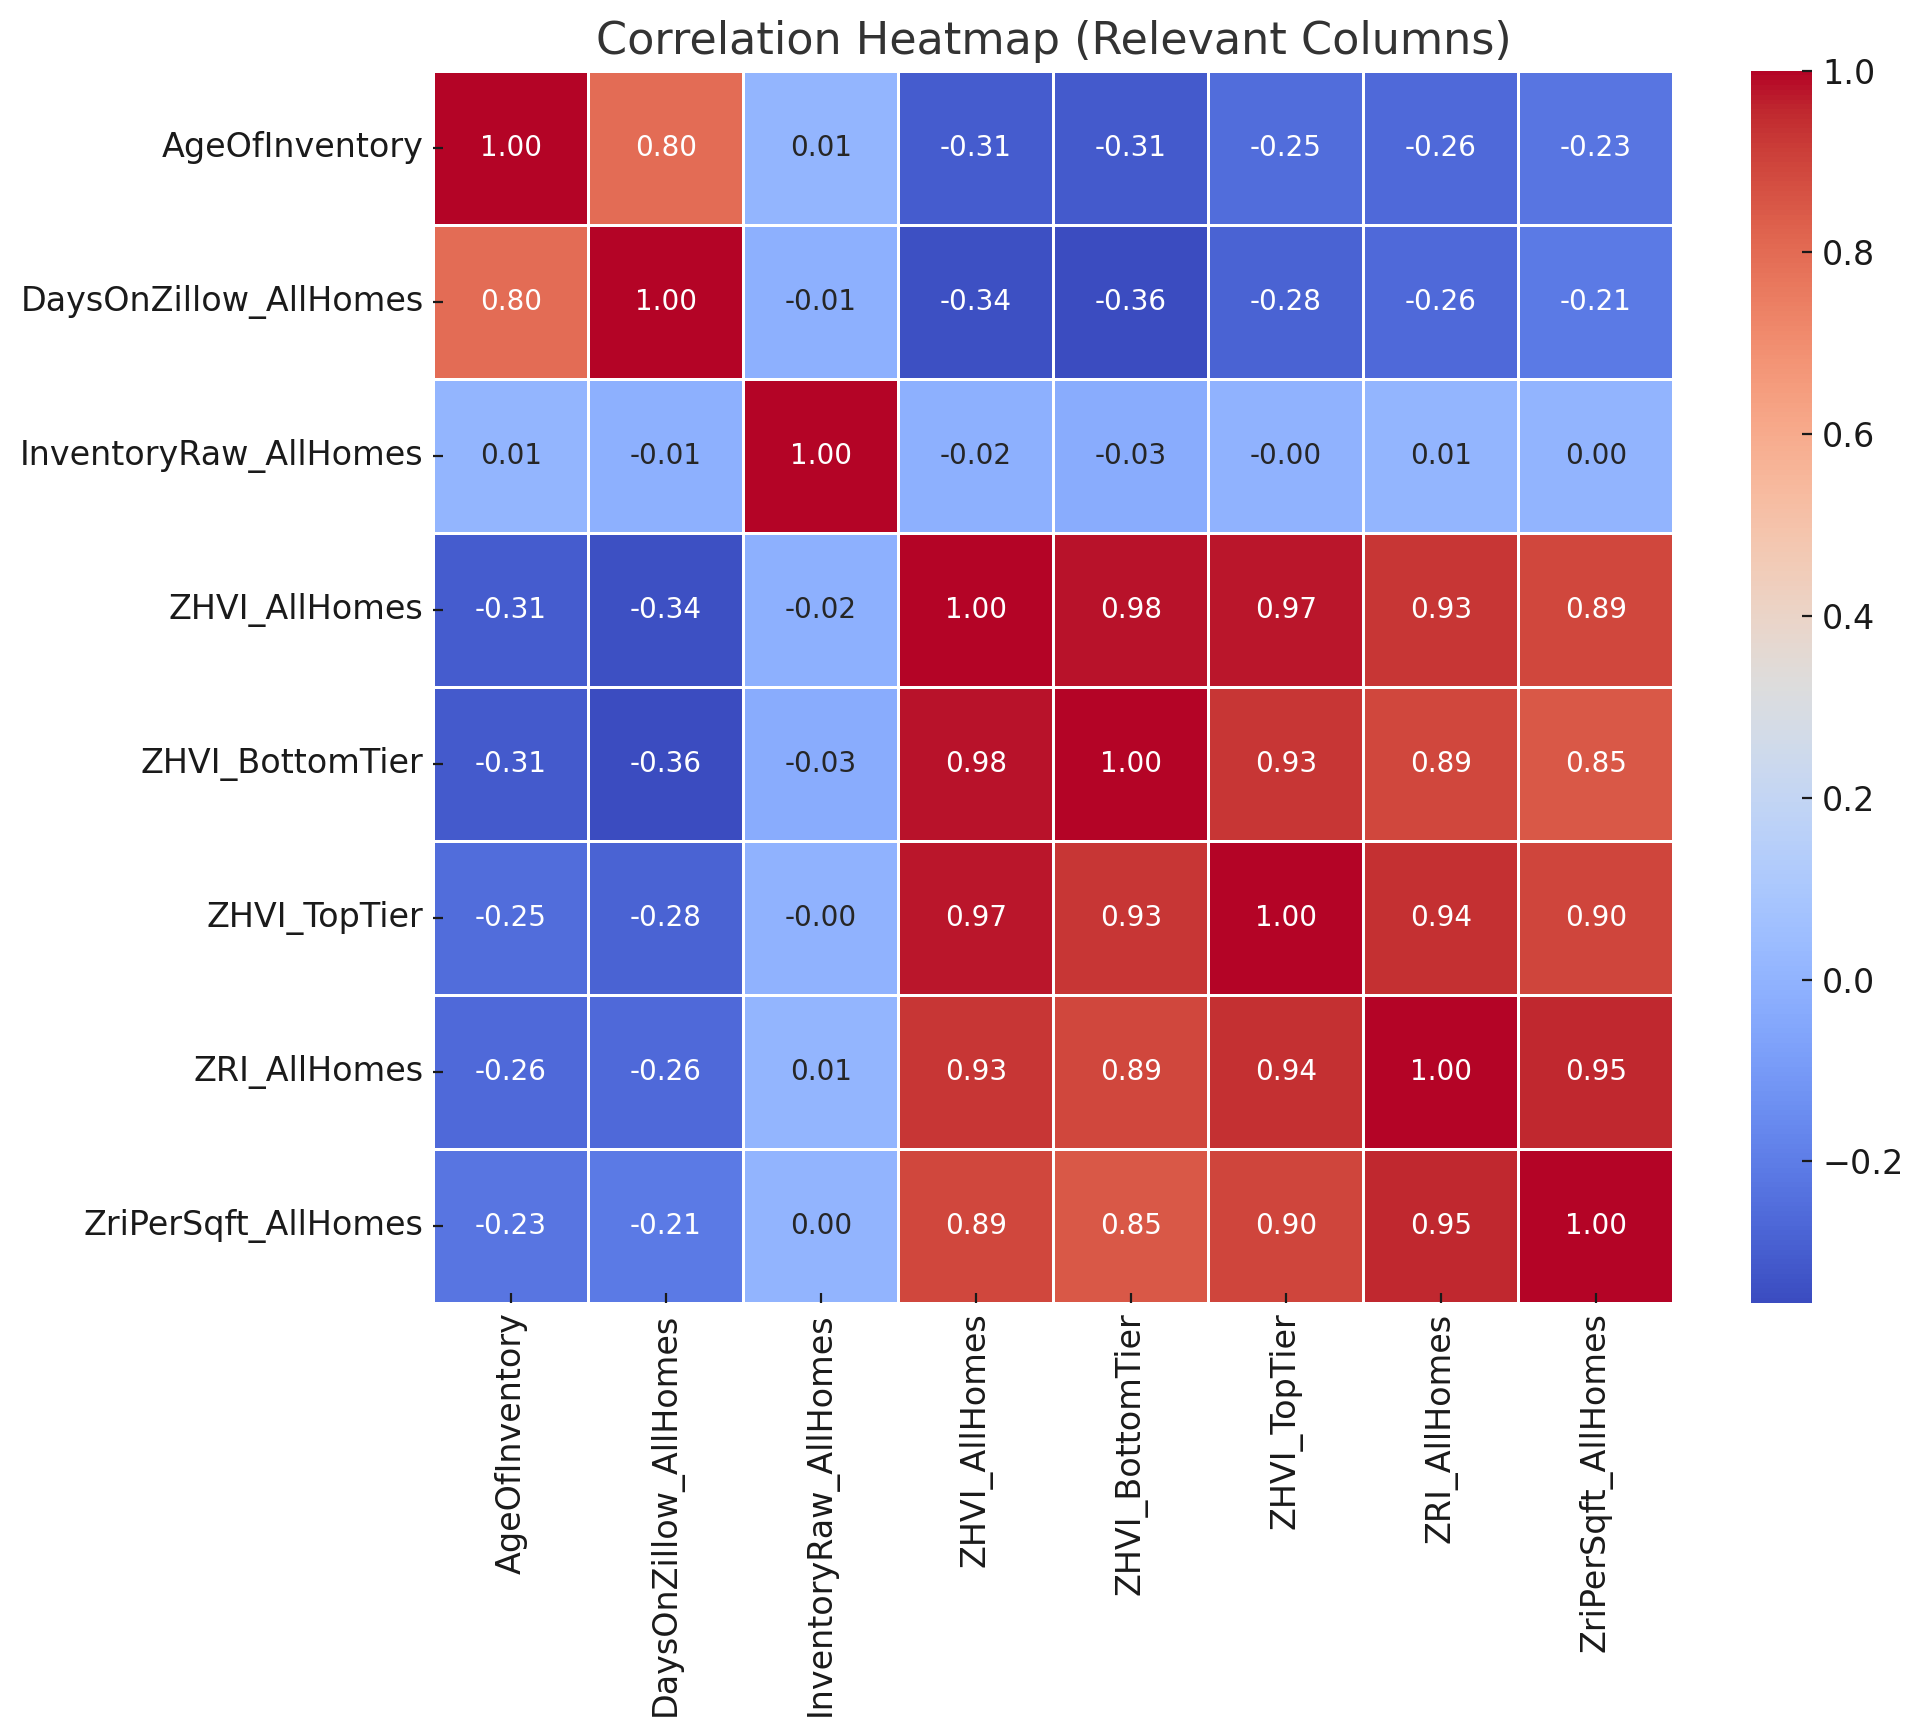 Correlation Heatmap (Relevant Columns)
AgeOfInventory 1.00 0.80 0.01 -0.31 -0.31 -0.25 -0.26 -0.23
DaysOnZillow_AllHomes 0.80 1.00 -0.01 -0.34 -0.36 -0.28 -0.26 -0.21
InventoryRaw_AllHomes 0.01 -0.01 1.00 -0.02 -0.03 -0.00 0.01 0.00
ZHVI_AllHomes -0.31 -0.34 -0.02 1.00 0.98 0.97 0.93 0.89
ZHVI_BottomTier -0.31 -0.36 -0.03 0.98 1.00 0.93 0.89 0.85
ZHVI_TopTier -0.25 -0.28 -0.00 0.97 0.93 1.00 0.94 0.90
ZRI_AllHomes -0.26 -0.26 0.01 0.93 0.89 0.94 1.00 0.95
ZriPerSqft_AllHomes -0.23 -0.21 0.00 0.89 0.85 0.90 0.95 1.00
AgeOfInventory
DaysOnZillow_AllHomes
InventoryRaw_AllHomes
ZHVI_AllHomes
ZHVI_BottomTier
ZHVI_TopTier
ZRI_AllHomes
ZriPerSqft_AllHomes
1.0
0.8
0.6
0.4
0.2
0.0
−0.2